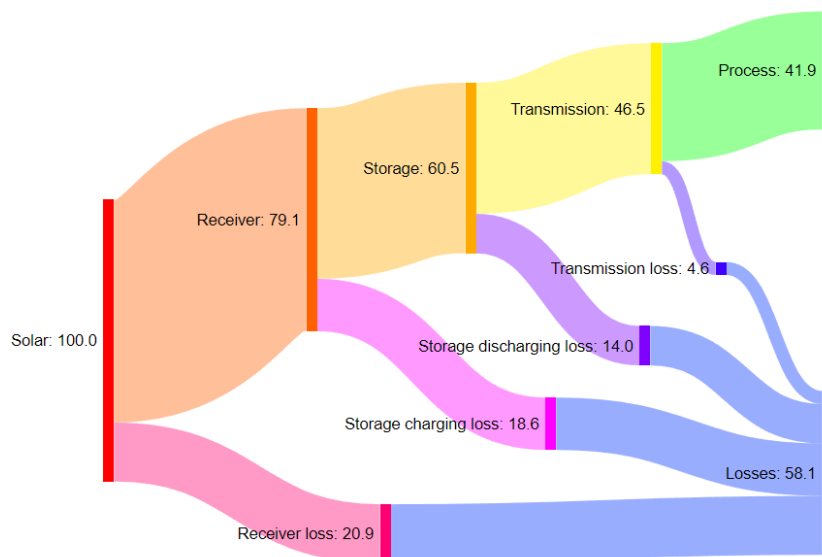 Process: 41.9
Transmission: 46.5
Storage: 60.5
Receiver: 79.1
Transmission loss: 4.6
Solar: 100.0
Storage discharging loss: 14.0
Storage charging loss: 18.6
Losses: 58.1
Receiver loss: 20.9